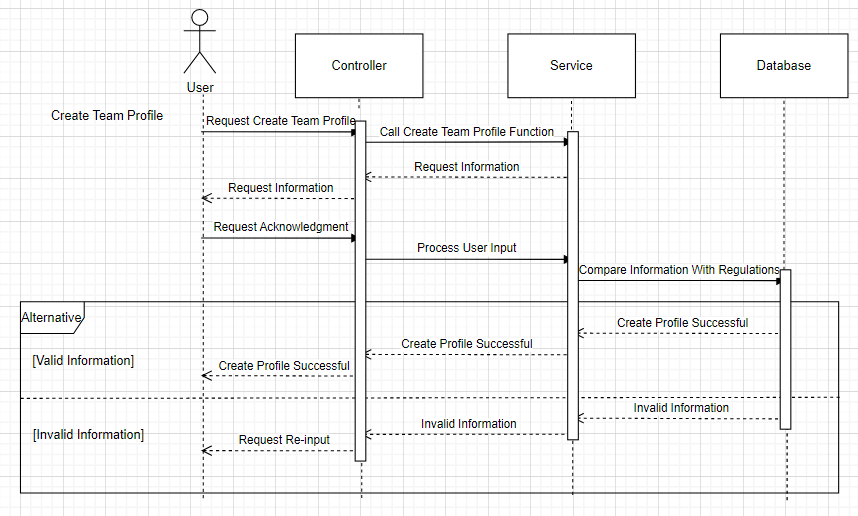 User
Controller
Service
Database
Create Team Profile
Request Create Team Profile
Call Create Team Profile Function
Request Information
Request Information
Request Acknowledgment
Process User Input
Compare Information With Regulations
Alternative
Create Profile Successful
Create Profile Successful
[Valid Information]
Create Profile Successful
Invalid Information
Invalid Information
[Invalid Information]
Request Re-input